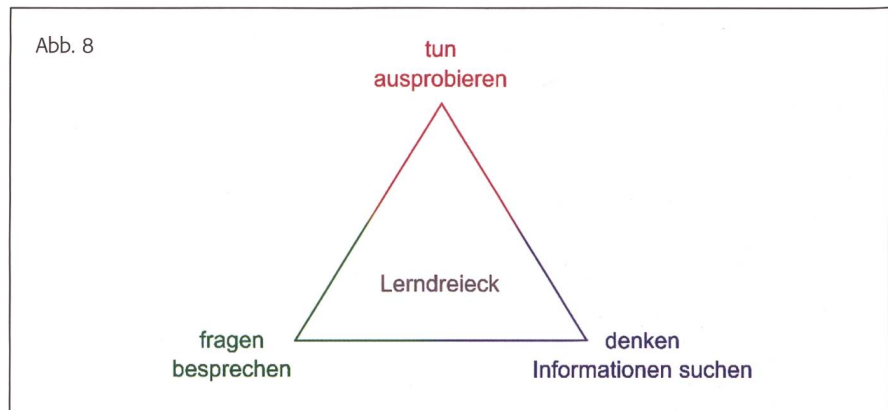 Abb. 8
tun
ausprobieren
Lerndreieck
fragen
besprechen
denken
Informationen suchen